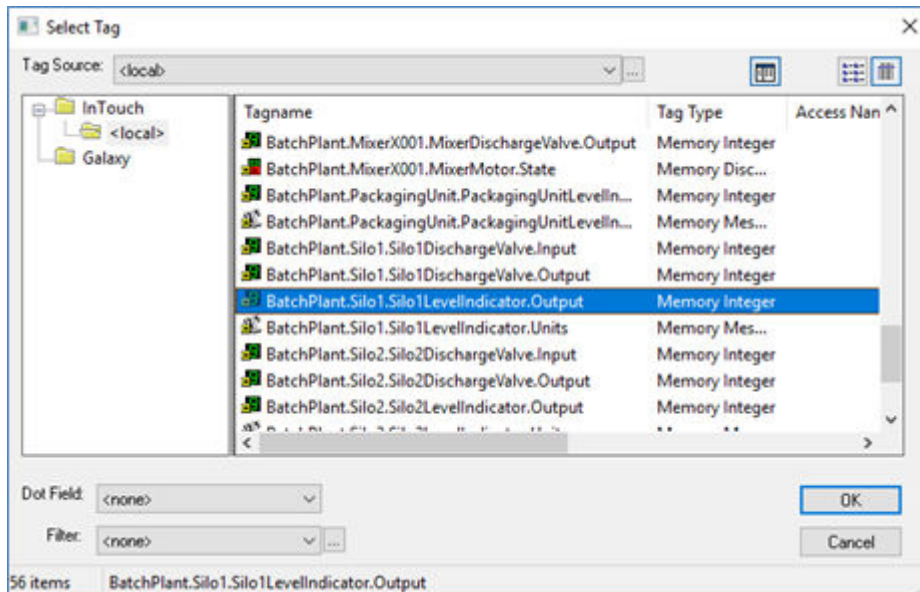 Select Tag
Tag Source: <local> ...
InTouch
<local>
Galaxy
Tagname Tag Type Access Nan
BatchPlant.MixerX001.MixerDischargeValve.Output Memory Integer
BatchPlant.MixerX001.MixerMotor.State Memory Disc...
BatchPlant.PackagingUnit.PackagingUnitLevelIn... Memory Integer
BatchPlant.PackagingUnit.PackagingUnitLevelIn... Memory Mes...
BatchPlant.Silo1.Silo1DischargeValve.Input Memory Integer
BatchPlant.Silo1.Silo1DischargeValve.Output Memory Integer
BatchPlant.Silo1.Silo1LevelIndicator.Output Memory Integer
BatchPlant.Silo1.Silo1LevelIndicator.Units Memory Mes...
BatchPlant.Silo2.Silo2DischargeValve.Input Memory Integer
BatchPlant.Silo2.Silo2DischargeValve.Output Memory Integer
BatchPlant.Silo2.Silo2LevelIndicator.Output Memory Integer
Dot Field: <none>
OK
Filter: <none> ...
Cancel
56 items BatchPlant.Silo1.Silo1LevelIndicator.Output